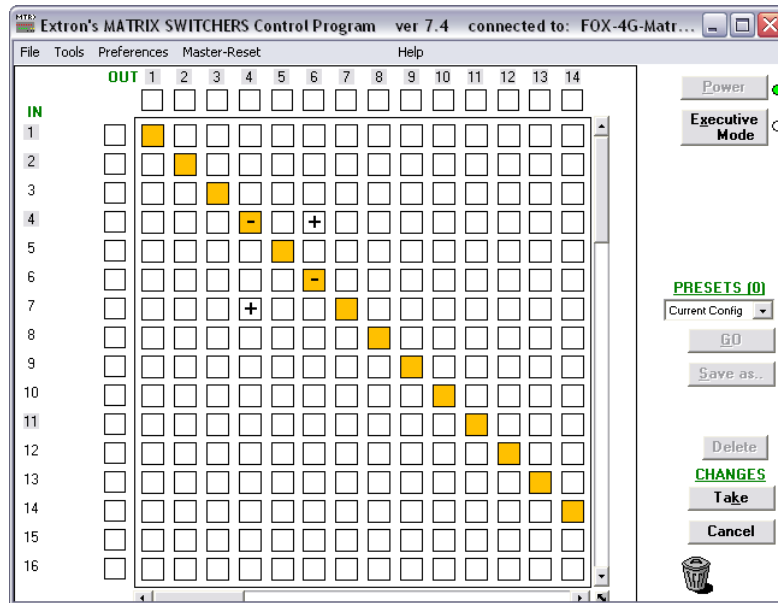 Extron's MATRIX SWITCHERS Control Program ver 7.4 connected to: FOX-4G-Matr...
File Tools Preferences Master-Reset Help
OUT 1 2 3 4 5 6 7 8 9 10 11 12 13 14
Power
IN
Executive
Mode
1
2
3
4 - +
5
6 -
7 +
PRESETS (0)
Current Config
8
GO
9
Save as..
10
11
12
Delete
13
CHANGES
Take
14
Cancel
15
16